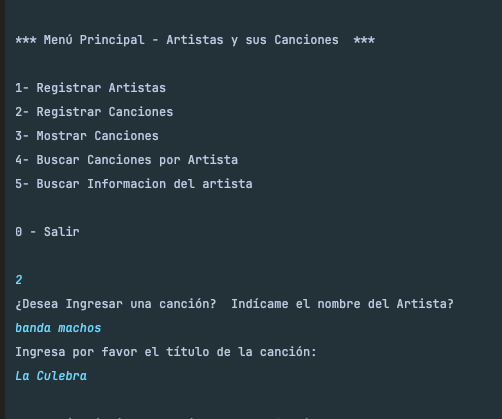 *** Menú Principal - Artistas y sus Canciones  ***
1- Registrar Artistas
2- Registrar Canciones
3- Mostrar Canciones
4- Buscar Canciones por Artista
5- Buscar Informacion del artista
0 - Salir
2
¿Desea Ingresar una canción?  Indícame el nombre del Artista?
banda machos
Ingresa por favor el título de la canción:
La Culebra